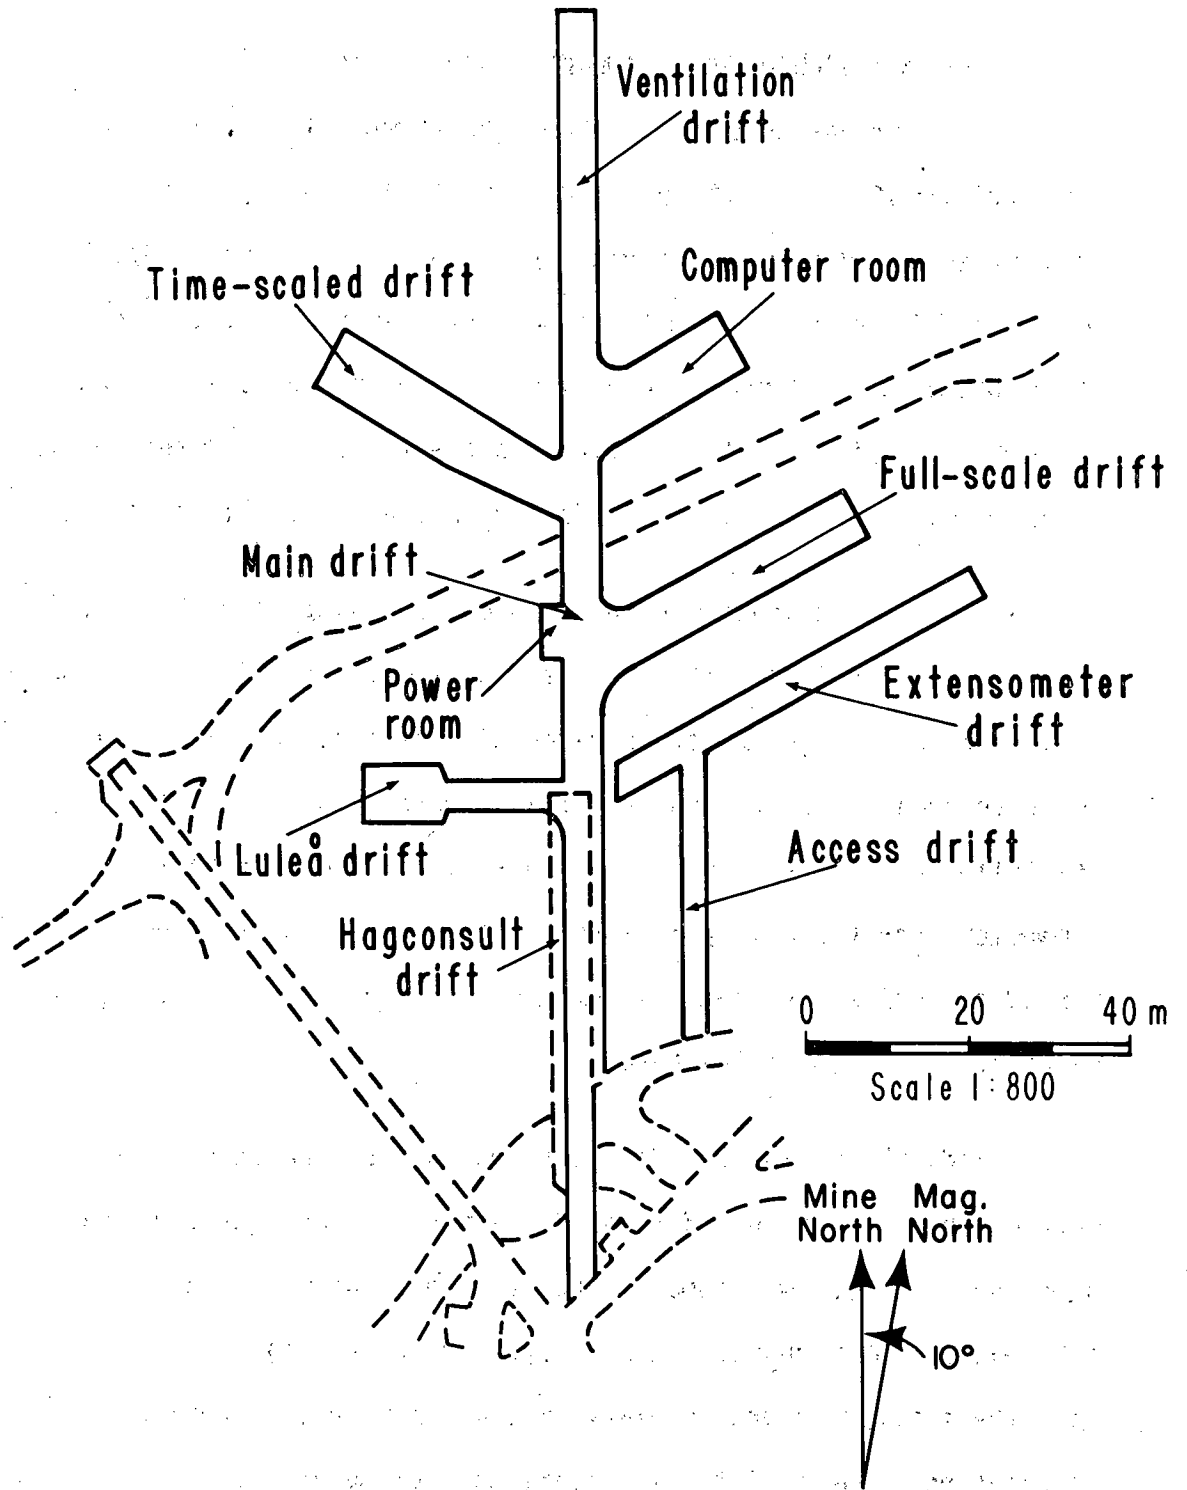 Ventilation
drift
Computer room
Time-scaled drift
Full-scale drift
Main drift
Power
room
Extensometer
drift
Luleå drift
Access drift
Hagconsult
drift
0 20 40 m
Scale 1:800
Mine Mag.
North North
10°